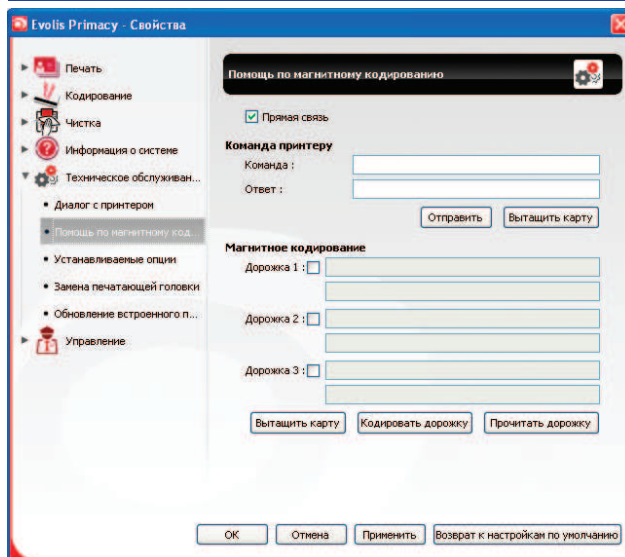 Evolis Primacy - Свойства
Печать
Кодирование
Чистка
Информация о системе
Техническое обслуживан...
Диалог с принтером
Помощь по магнитному код...
Устанавливаемые опции
Замена печатающей головки
Обновление встроенного п...
Управление
Помощь по магнитному кодированию
Прямая связь
Команда принтеру
Команда :
Ответ :
Отправить Вытащить карту
Магнитное кодирование
Дорожка 1 :
Дорожка 2 :
Дорожка 3 :
Вытащить карту Кодировать дорожку Прочитать дорожку
OK Отмена Применить Возврат к настройкам по умолчанию